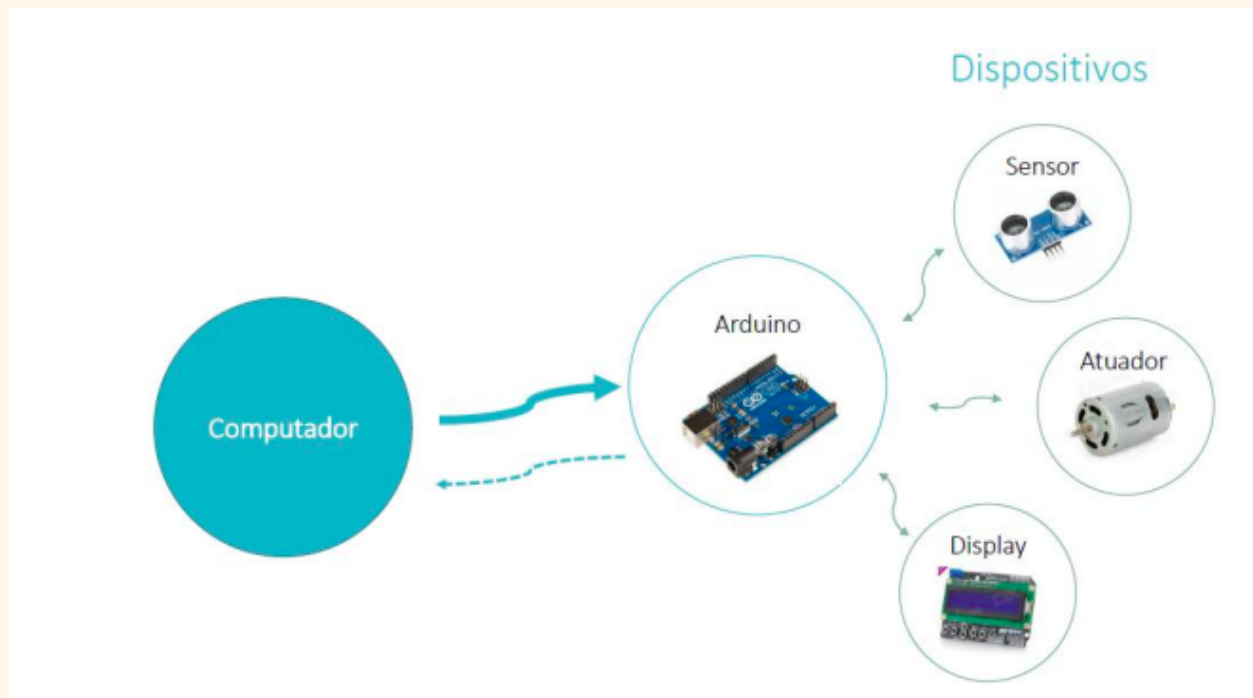 Dispositivos
Sensor
Arduino
Atuador
Computador
Display